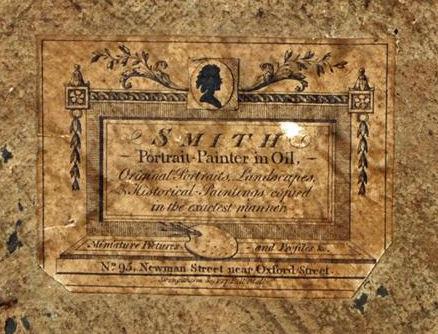 SMITH
Portrait-Painter in Oil,
Original Portraits, Landscapes,
& Historical Paintings copied
in the exactest manner.
Miniature Pictures - and Profiles &c.
No. 95, Newman Street near Oxford Street.